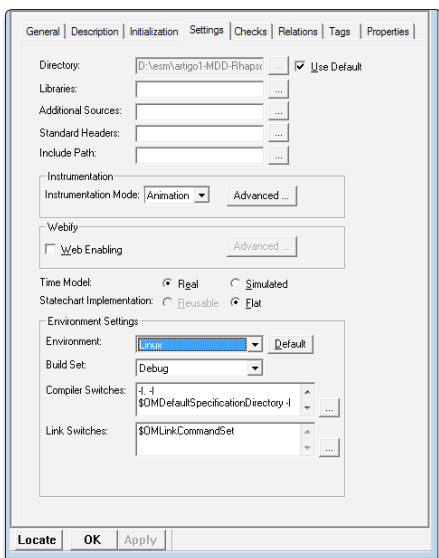 General Description Initialization Settings Checks Relations Tags Properties
Directory: D:\esm\artigo1-MDD-Rhapso ... Use Default
Libraries: ...
Additional Sources: ...
Standard Headers: ...
Include Path: ...
Instrumentation
Instrumentation Mode: Animation Advanced ...
Webify
Web Enabling Advanced ...
Time Model: Real Simulated
Statechart Implementation: Reusable Flat
Environment Settings
Environment: Linux Default
Build Set: Debug
Compiler Switches: -I. -I
$OMDefaultSpecificationDirectory -I ...
Link Switches: $OMLinkCommandSet
...
Locate OK Apply